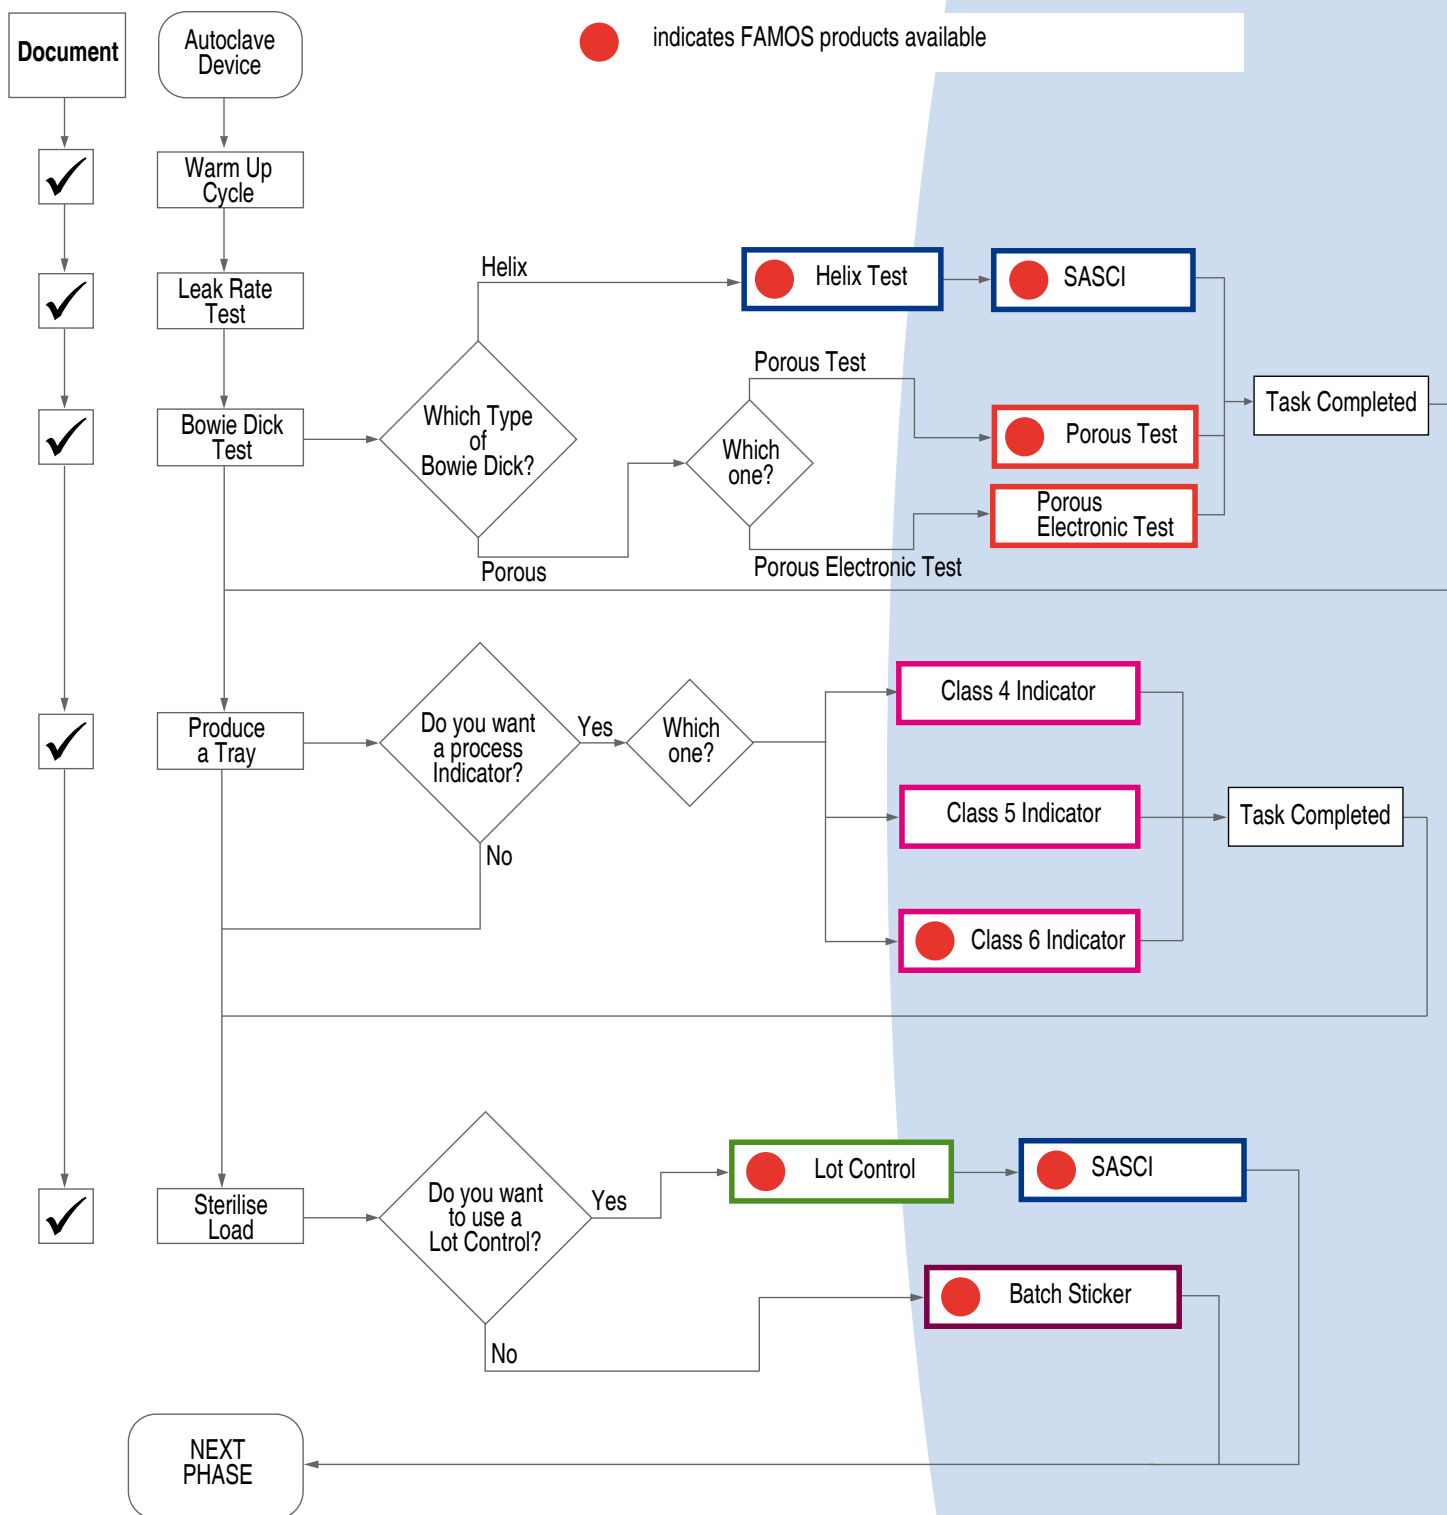 Document
Autoclave
Device
indicates FAMOS products available
Warm Up
Cycle
Leak Rate
Test
Helix
Helix Test
SASCI
Bowie Dick
Test
Which Type
of
Bowie Dick?
Porous Test
Which
one?
Porous Test
Task Completed
Porous
Electronic Test
Porous
Porous Electronic Test
Produce
a Tray
Do you want
a process
Indicator?
Yes
Which
one?
Class 4 Indicator
Class 5 Indicator
Task Completed
No
Class 6 Indicator
Sterilise
Load
Do you want
to use a
Lot Control?
Yes
Lot Control
SASCI
Batch Sticker
No
NEXT
PHASE